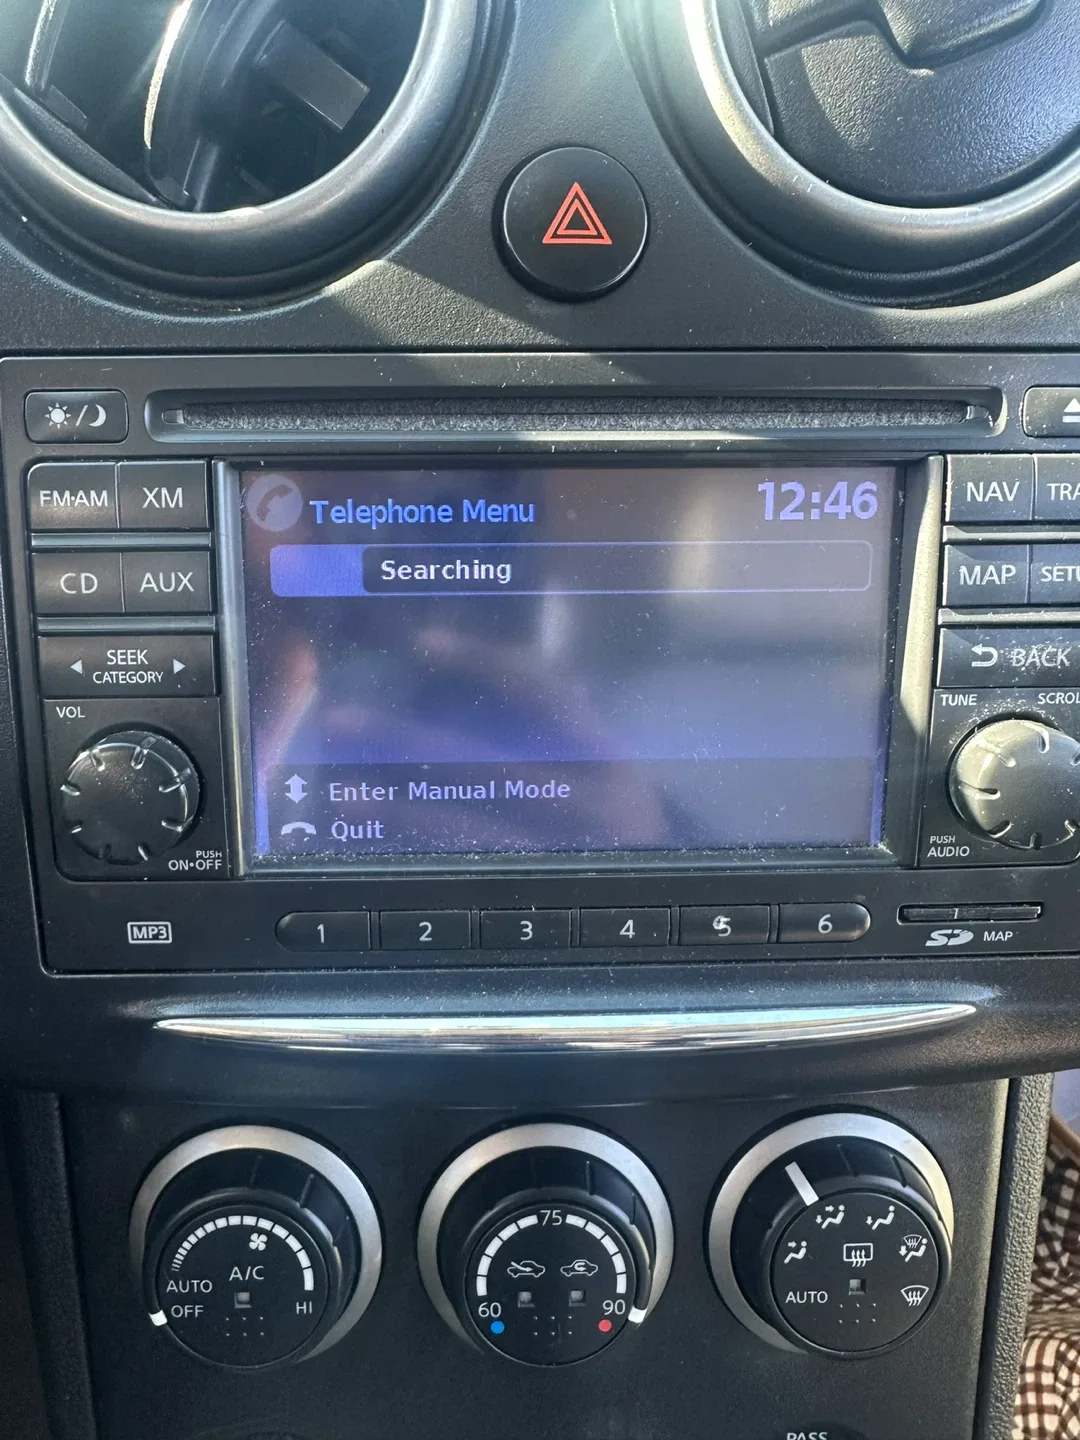 FM·AM
XM
CD
AUX
SEEK
CATEGORY
VOL
PUSH
ON•OFF
Telephone Menu
12:46
Searching
Enter Manual Mode
Quit
NAV
MAP
BACK
TUNE
PUSH
AUDIO
MP3
1
2
3
4
5
6
SD
MAP
AUTO
OFF
A/C
HI
75
60
90
AUTO
PASS